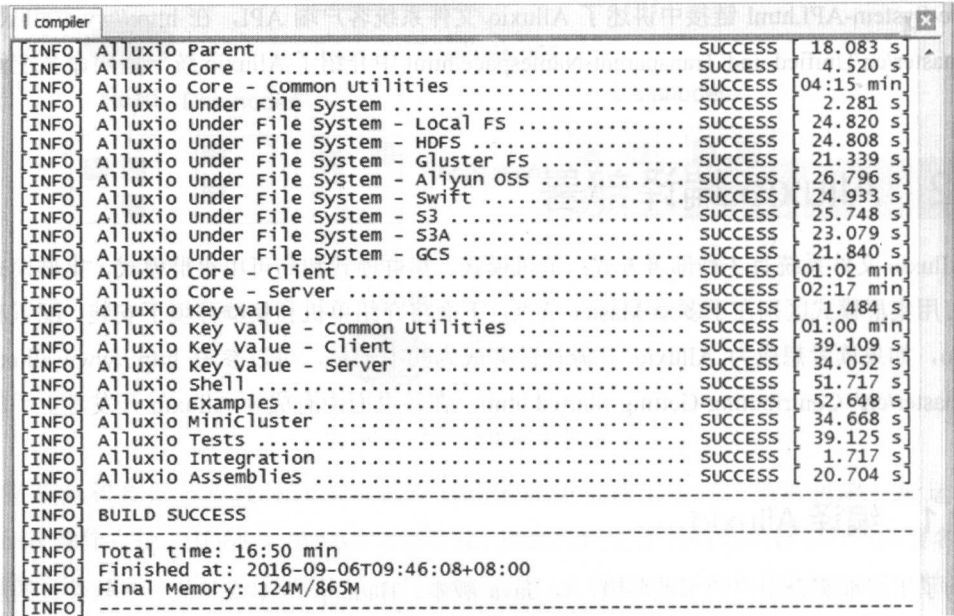 compiler
[INFO] Alluxio Parent ..................................... SUCCESS [ 18.083 s]
[INFO] Alluxio Core ....................................... SUCCESS [ 4.520 s]
[INFO] Alluxio Core - Common Utilities .................... SUCCESS [04:15 min]
[INFO] Alluxio Under File System .......................... SUCCESS [ 2.281 s]
[INFO] Alluxio Under File System - Local FS ............... SUCCESS [ 24.820 s]
[INFO] Alluxio Under File System - HDFS ................... SUCCESS [ 24.808 s]
[INFO] Alluxio Under File System - Gluster FS ............. SUCCESS [ 21.339 s]
[INFO] Alluxio Under File System - Aliyun OSS ............. SUCCESS [ 26.796 s]
[INFO] Alluxio Under File System - Swift .................. SUCCESS [ 24.933 s]
[INFO] Alluxio Under File System - S3 ..................... SUCCESS [ 25.748 s]
[INFO] Alluxio Under File System - S3A .................... SUCCESS [ 23.079 s]
[INFO] Alluxio Under File System - GCS .................... SUCCESS [ 21.840 s]
[INFO] Alluxio Core - Client .............................. SUCCESS [01:02 min]
[INFO] Alluxio Core - Server .............................. SUCCESS [02:17 min]
[INFO] Alluxio Key Value .................................. SUCCESS [ 1.484 s]
[INFO] Alluxio Key Value - Common Utilities ............... SUCCESS [01:00 min]
[INFO] Alluxio Key Value - Client ......................... SUCCESS [ 39.109 s]
[INFO] Alluxio Key Value - Server ......................... SUCCESS [ 34.052 s]
[INFO] Alluxio Shell ...................................... SUCCESS [ 51.717 s]
[INFO] Alluxio Examples ................................... SUCCESS [ 52.648 s]
[INFO] Alluxio MiniCluster ................................ SUCCESS [ 34.668 s]
[INFO] Alluxio Tests ...................................... SUCCESS [ 39.125 s]
[INFO] Alluxio Integration ................................ SUCCESS [ 1.717 s]
[INFO] Alluxio Assemblies ................................. SUCCESS [ 20.704 s]
[INFO] ------------------------------------------------------------------------
[INFO] BUILD SUCCESS
[INFO] ------------------------------------------------------------------------
[INFO] Total time: 16:50 min
[INFO] Finished at: 2016-09-06T09:46:08+08:00
[INFO] Final Memory: 124M/865M
[INFO] ------------------------------------------------------------------------